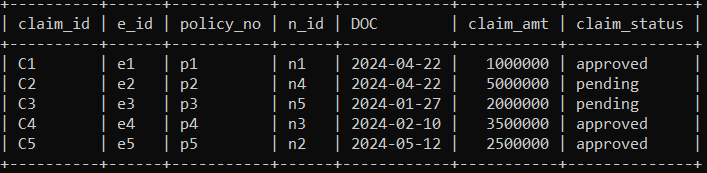 +----------+------+-----------+------+------------+-----------+--------------+
| claim_id | e_id | policy_no | n_id | DOC        | claim_amt | claim_status |
+----------+------+-----------+------+------------+-----------+--------------+
| C1       | e1   | p1        | n1   | 2024-04-22 |   1000000 | approved     |
| C2       | e2   | p2        | n4   | 2024-04-22 |   5000000 | pending      |
| C3       | e3   | p3        | n5   | 2024-01-27 |   2000000 | pending      |
| C4       | e4   | p4        | n3   | 2024-02-10 |   3500000 | approved     |
| C5       | e5   | p5        | n2   | 2024-05-12 |   2500000 | approved     |
+----------+------+-----------+------+------------+-----------+--------------+